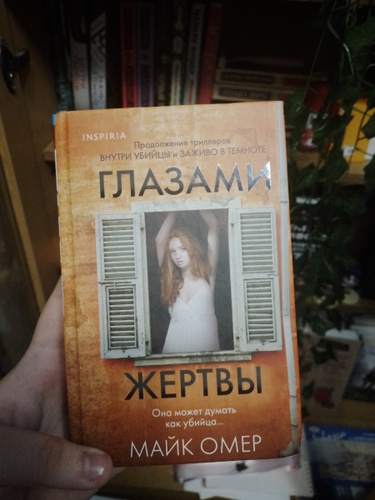 INSPIRIA
Продолжение триллеров
ВНУТРИ УБИЙЦЫ и ЗАЖИВО В ТЕМНОТЕ
ГЛАЗАМИ
ЖЕРТВЫ
Она может думать
как убийца...
МАЙК ОМЕР